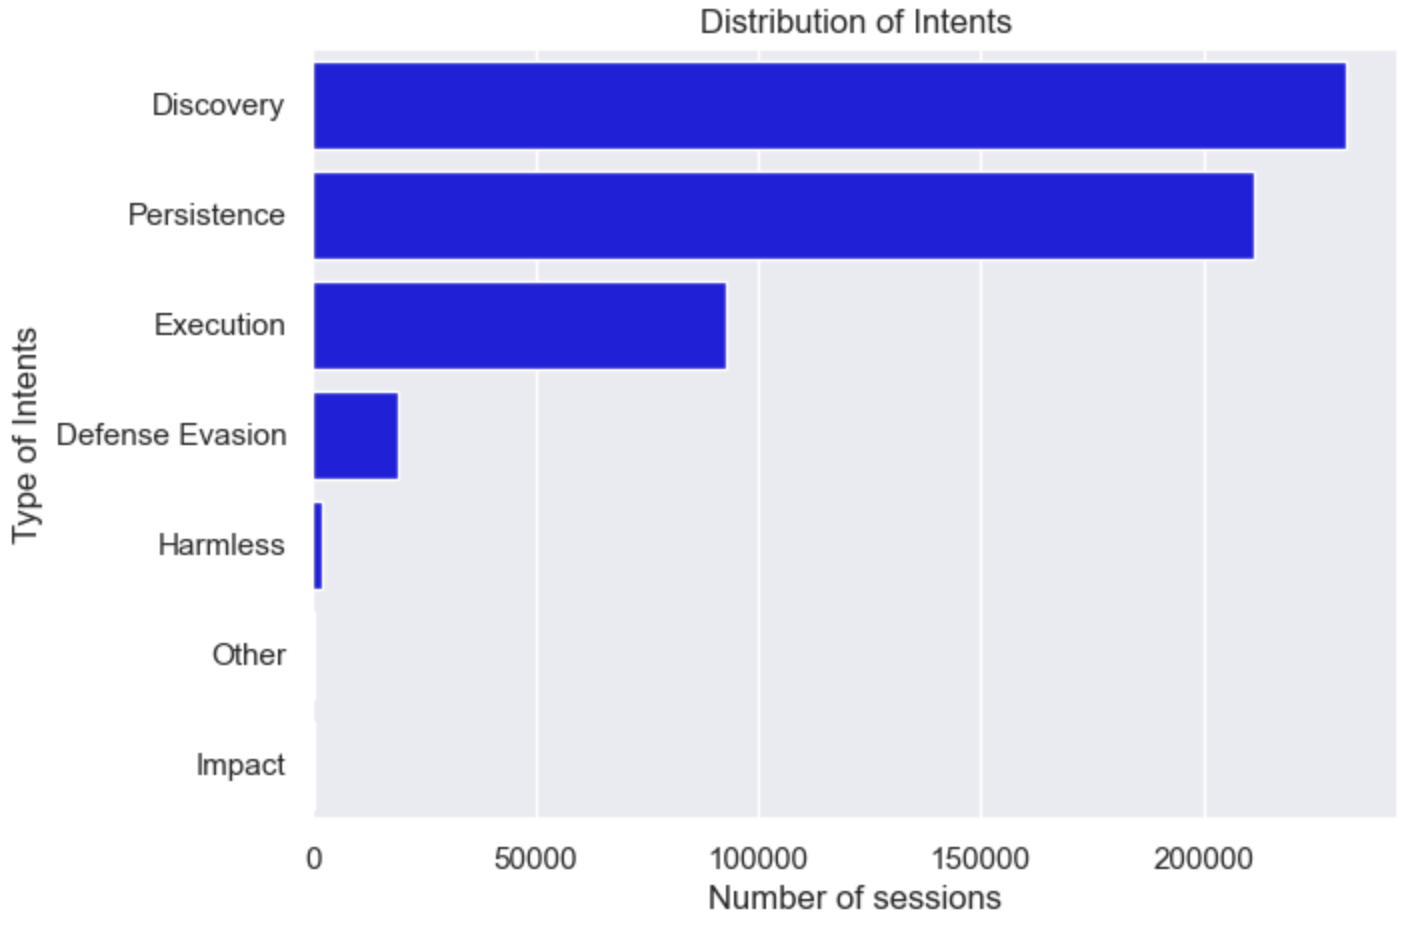 Distribution of Intents
Type of Intents
Discovery
Persistence
Execution
Defense Evasion
Harmless
Other
Impact
0 50000 100000 150000 200000
Number of sessions